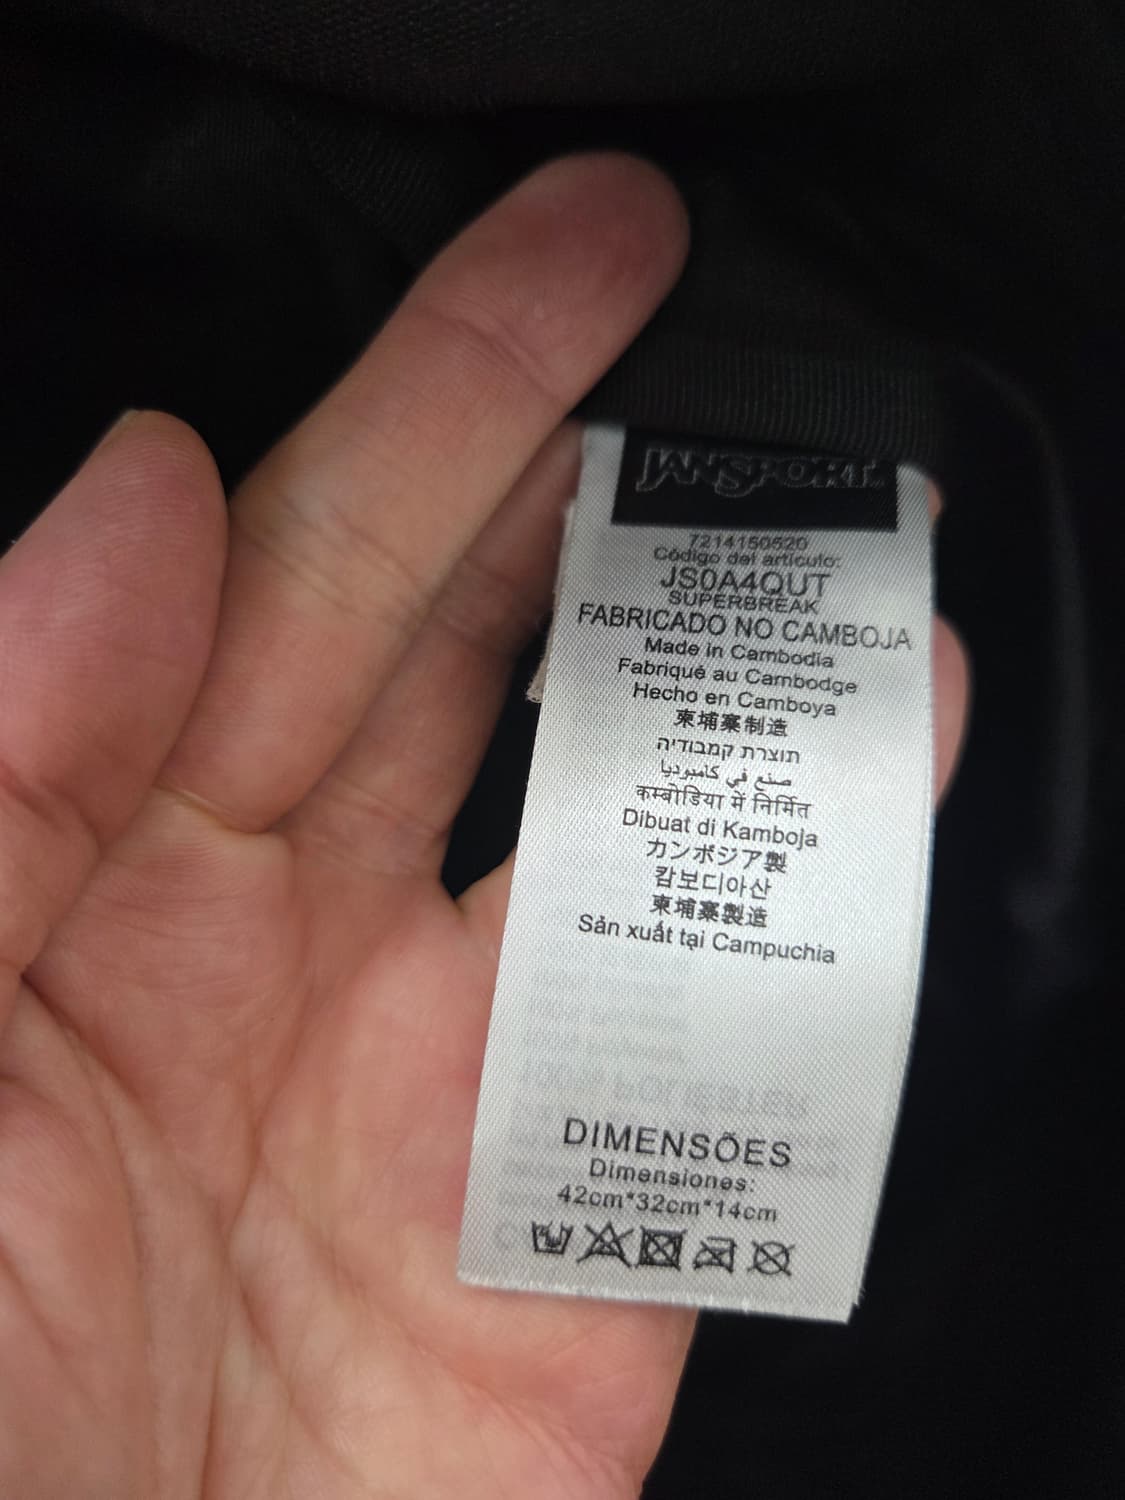 JANSPORT
7214150520
Código del artículo:
JS0A4QUT
SUPERBREAK
FABRICADO NO CAMBOJA
Made in Cambodia
Fabriqué au Cambodge
Hecho en Camboya
柬埔寨制造
תוצרת קמבודיה
صنع في كامبوديا
कम्बोडिया में निर्मित
Dibuat di Kamboja
カンボジア製
캄보디아산
柬埔寨製造
Sản xuất tại Campuchia
100% POLIESTER
DIMENSÕES
Dimensiones:
42cm*32cm*14cm